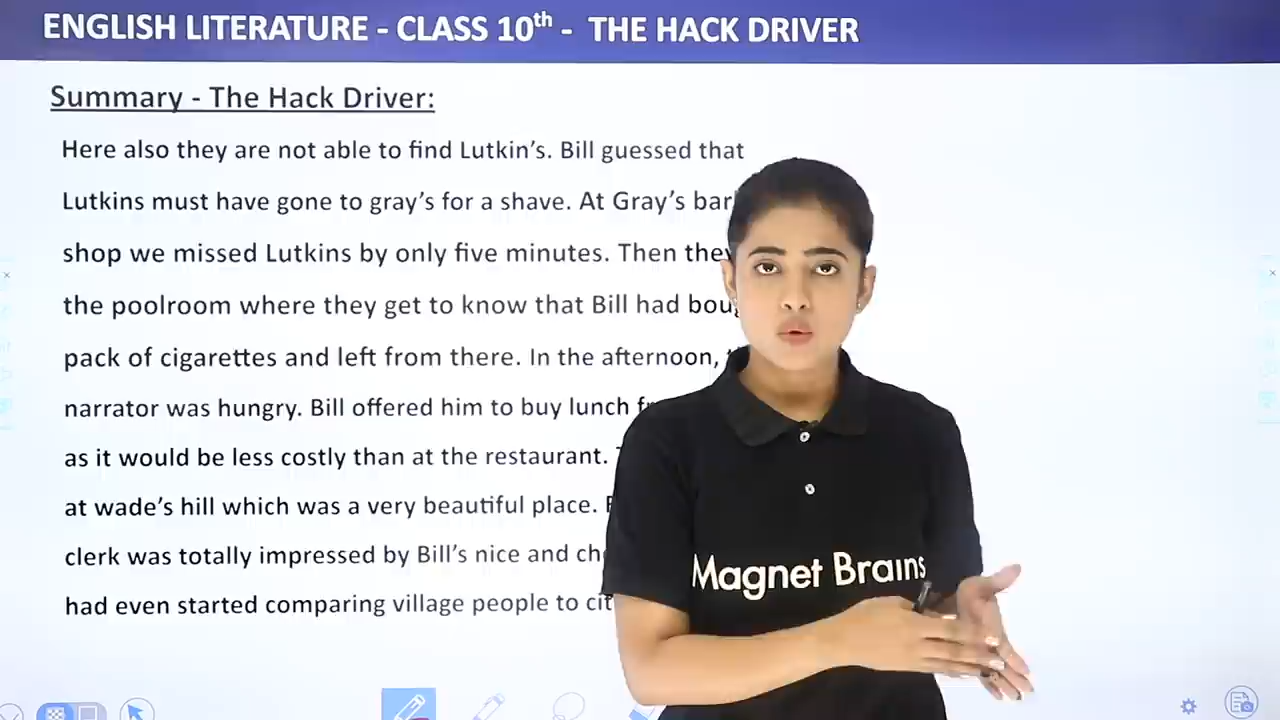 ENGLISH LITERATURE - CLASS 10th - THE HACK DRIVER
Summary - The Hack Driver:
Here also they are not able to find Lutkin’s. Bill guessed that
Lutkins must have gone to gray’s for a shave. At Gray’s
shop we missed Lutkins by only five minutes. Then
the poolroom where they get to know that Bill had
pack of cigarettes and left from there. In the afternoon,
narrator was hungry. Bill offered him to buy lunch
as it would be less costly than at the restaurant.
at wade’s hill which was a very beautiful place.
clerk was totally impressed by Bill’s nice and
had even started comparing village people to
Magnet Brains